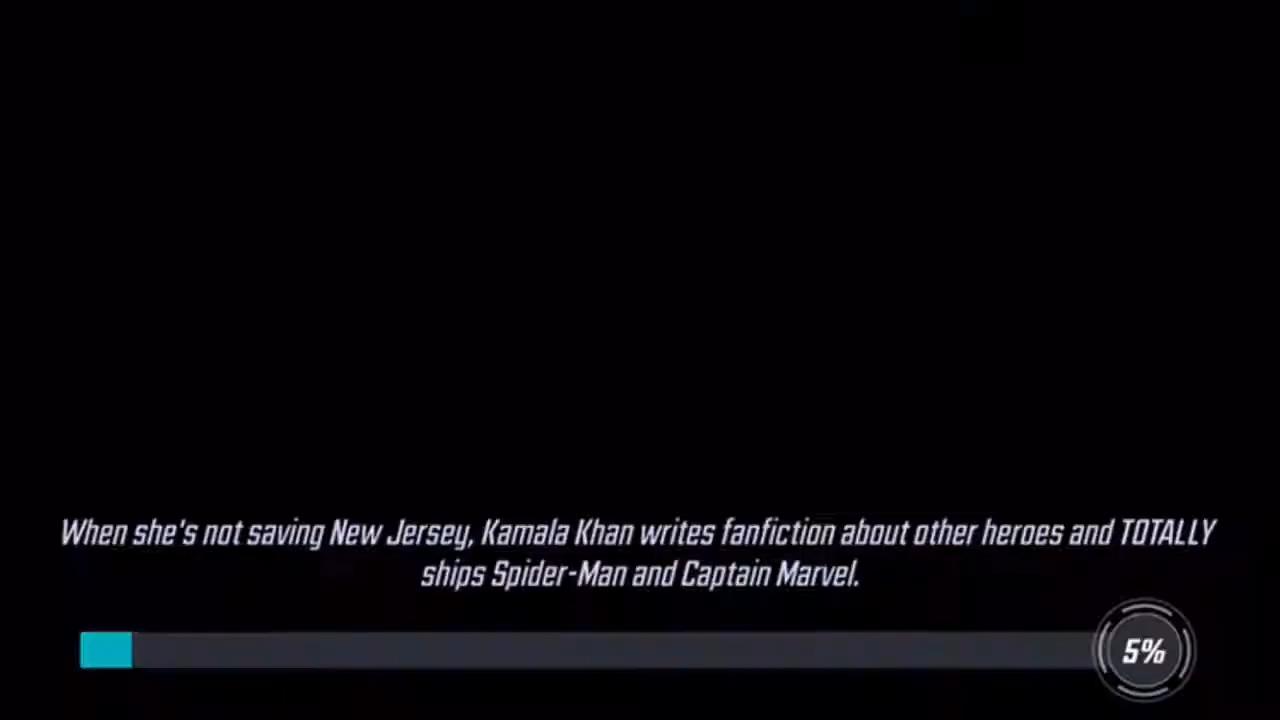 When she's not saving New Jersey, Kamala Khan writes fanfiction about other heroes and TOTALLY
ships Spider-Man and Captain Marvel.
5%